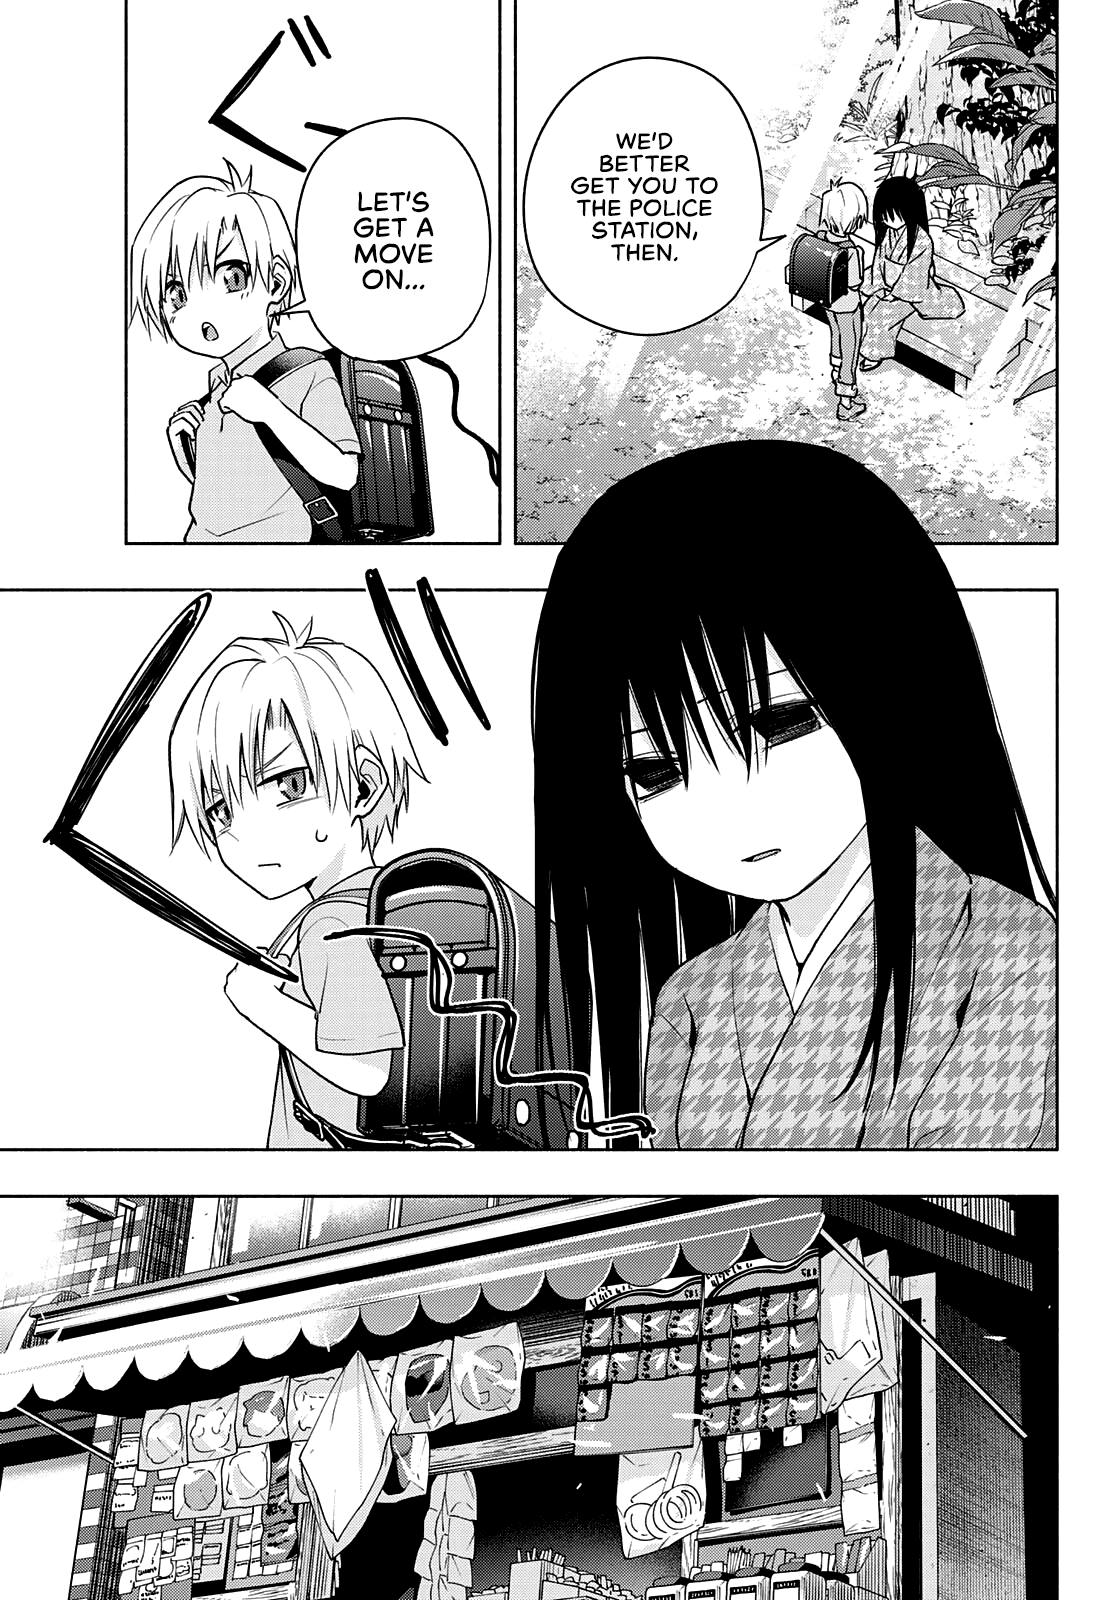 WE'D
BETTER
GET YOU TO
THE POLICE
STATION,
THEN.
LET'S
GET A
MOVE
ON...